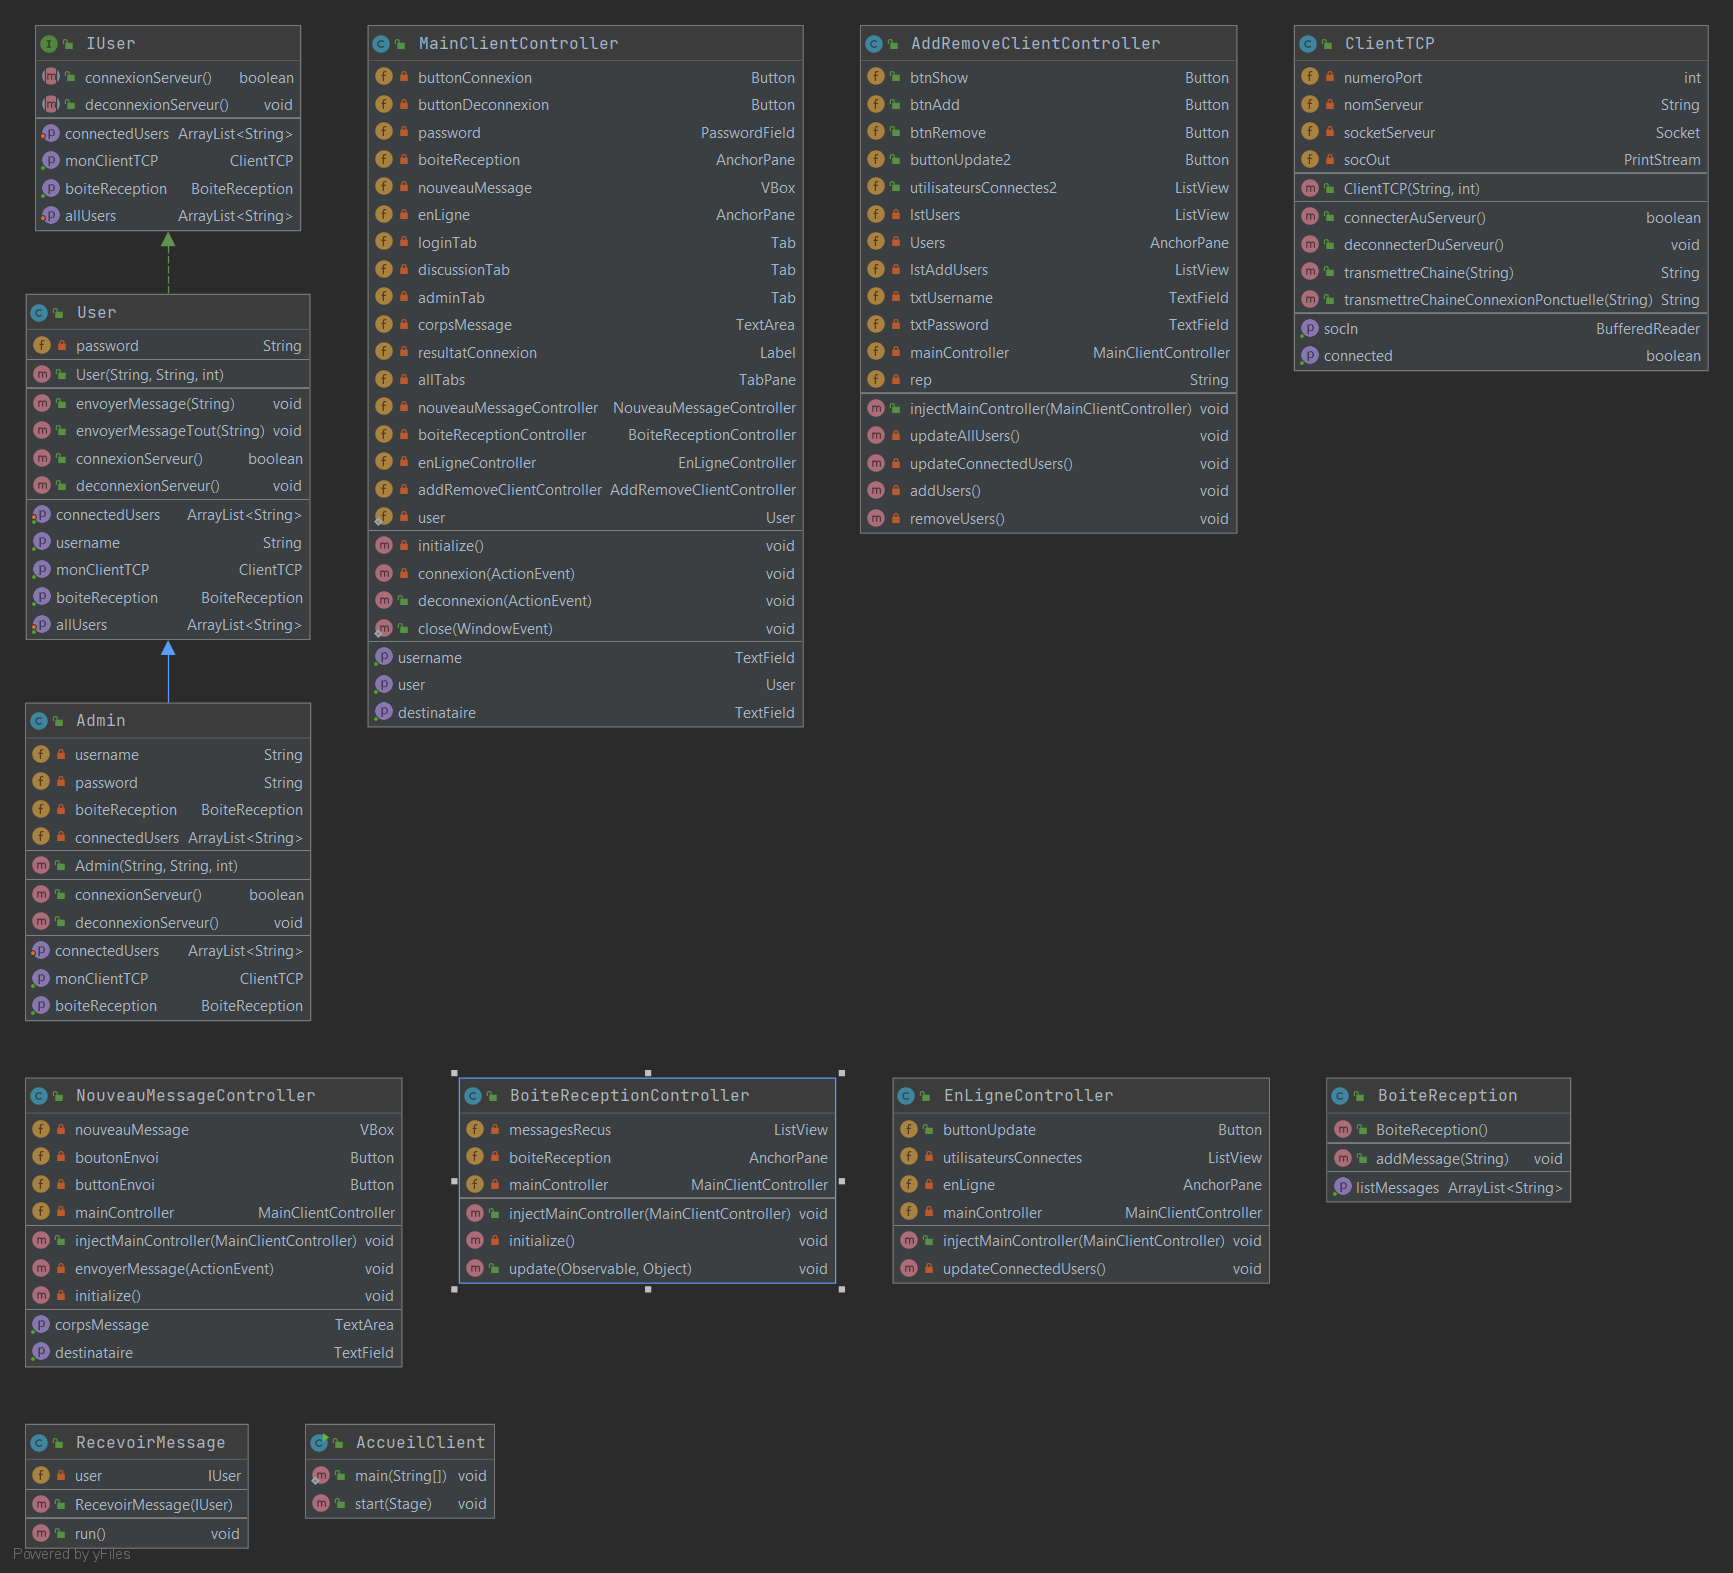 IUser
connexionServeur() boolean
deconnexionServeur() void
connectedUsers ArrayList<String>
monClientTCP ClientTCP
boiteReception BoiteReception
allUsers ArrayList<String>
User
password String
User(String, String, int)
envoyerMessage(String) void
envoyerMessageTout(String) void
connexionServeur() boolean
deconnexionServeur() void
connectedUsers ArrayList<String>
username String
monClientTCP ClientTCP
boiteReception BoiteReception
allUsers ArrayList<String>
Admin
username String
password String
boiteReception BoiteReception
connectedUsers ArrayList<String>
Admin(String, String, int)
connexionServeur() boolean
deconnexionServeur() void
connectedUsers ArrayList<String>
monClientTCP ClientTCP
boiteReception BoiteReception
MainClientController
buttonConnexion Button
buttonDeconnexion Button
password PasswordField
boiteReception AnchorPane
nouveauMessage VBox
enLigne AnchorPane
loginTab Tab
discussionTab Tab
adminTab Tab
corpsMessage TextArea
resultatConnexion Label
allTabs TabPane
nouveauMessageController NouveauMessageController
boiteReceptionController BoiteReceptionController
enLigneController EnLigneController
addRemoveClientController AddRemoveClientController
user User
initialize() void
connexion(ActionEvent) void
deconnexion(ActionEvent) void
close(WindowEvent) void
username TextField
user User
destinataire TextField
AddRemoveClientController
btnShow Button
btnAdd Button
btnRemove Button
buttonUpdate2 Button
utilisateursConnectes2 ListView
lstUsers ListView
Users AnchorPane
lstAddUsers ListView
txtUsername TextField
txtPassword TextField
mainController MainClientController
rep String
injectMainController(MainClientController) void
updateAllUsers() void
updateConnectedUsers() void
addUsers() void
removeUsers() void
ClientTCP
numeroPort int
nomServeur String
socketServeur Socket
socOut PrintStream
ClientTCP(String, int)
connecterAuServeur() boolean
deconnecterDuServeur() void
transmettreChaine(String) String
transmettreChaineConnexionPonctuelle(String) String
socIn BufferedReader
connected boolean
NouveauMessageController
nouveauMessage VBox
boutonEnvoi Button
buttonEnvoi Button
mainController MainClientController
injectMainController(MainClientController) void
envoyerMessage(ActionEvent) void
initialize() void
corpsMessage TextArea
destinataire TextField
BoiteReceptionController
messagesRecus ListView
boiteReception AnchorPane
mainController MainClientController
injectMainController(MainClientController) void
initialize() void
update(Observable, Object) void
EnLigneController
buttonUpdate Button
utilisateursConnectes ListView
enLigne AnchorPane
mainController MainClientController
injectMainController(MainClientController) void
updateConnectedUsers() void
BoiteReception
BoiteReception()
addMessage(String) void
listMessages ArrayList<String>
RecevoirMessage
user IUser
RecevoirMessage(IUser)
run() void
AccueilClient
main(String[]) void
start(Stage) void
Powered by yFiles